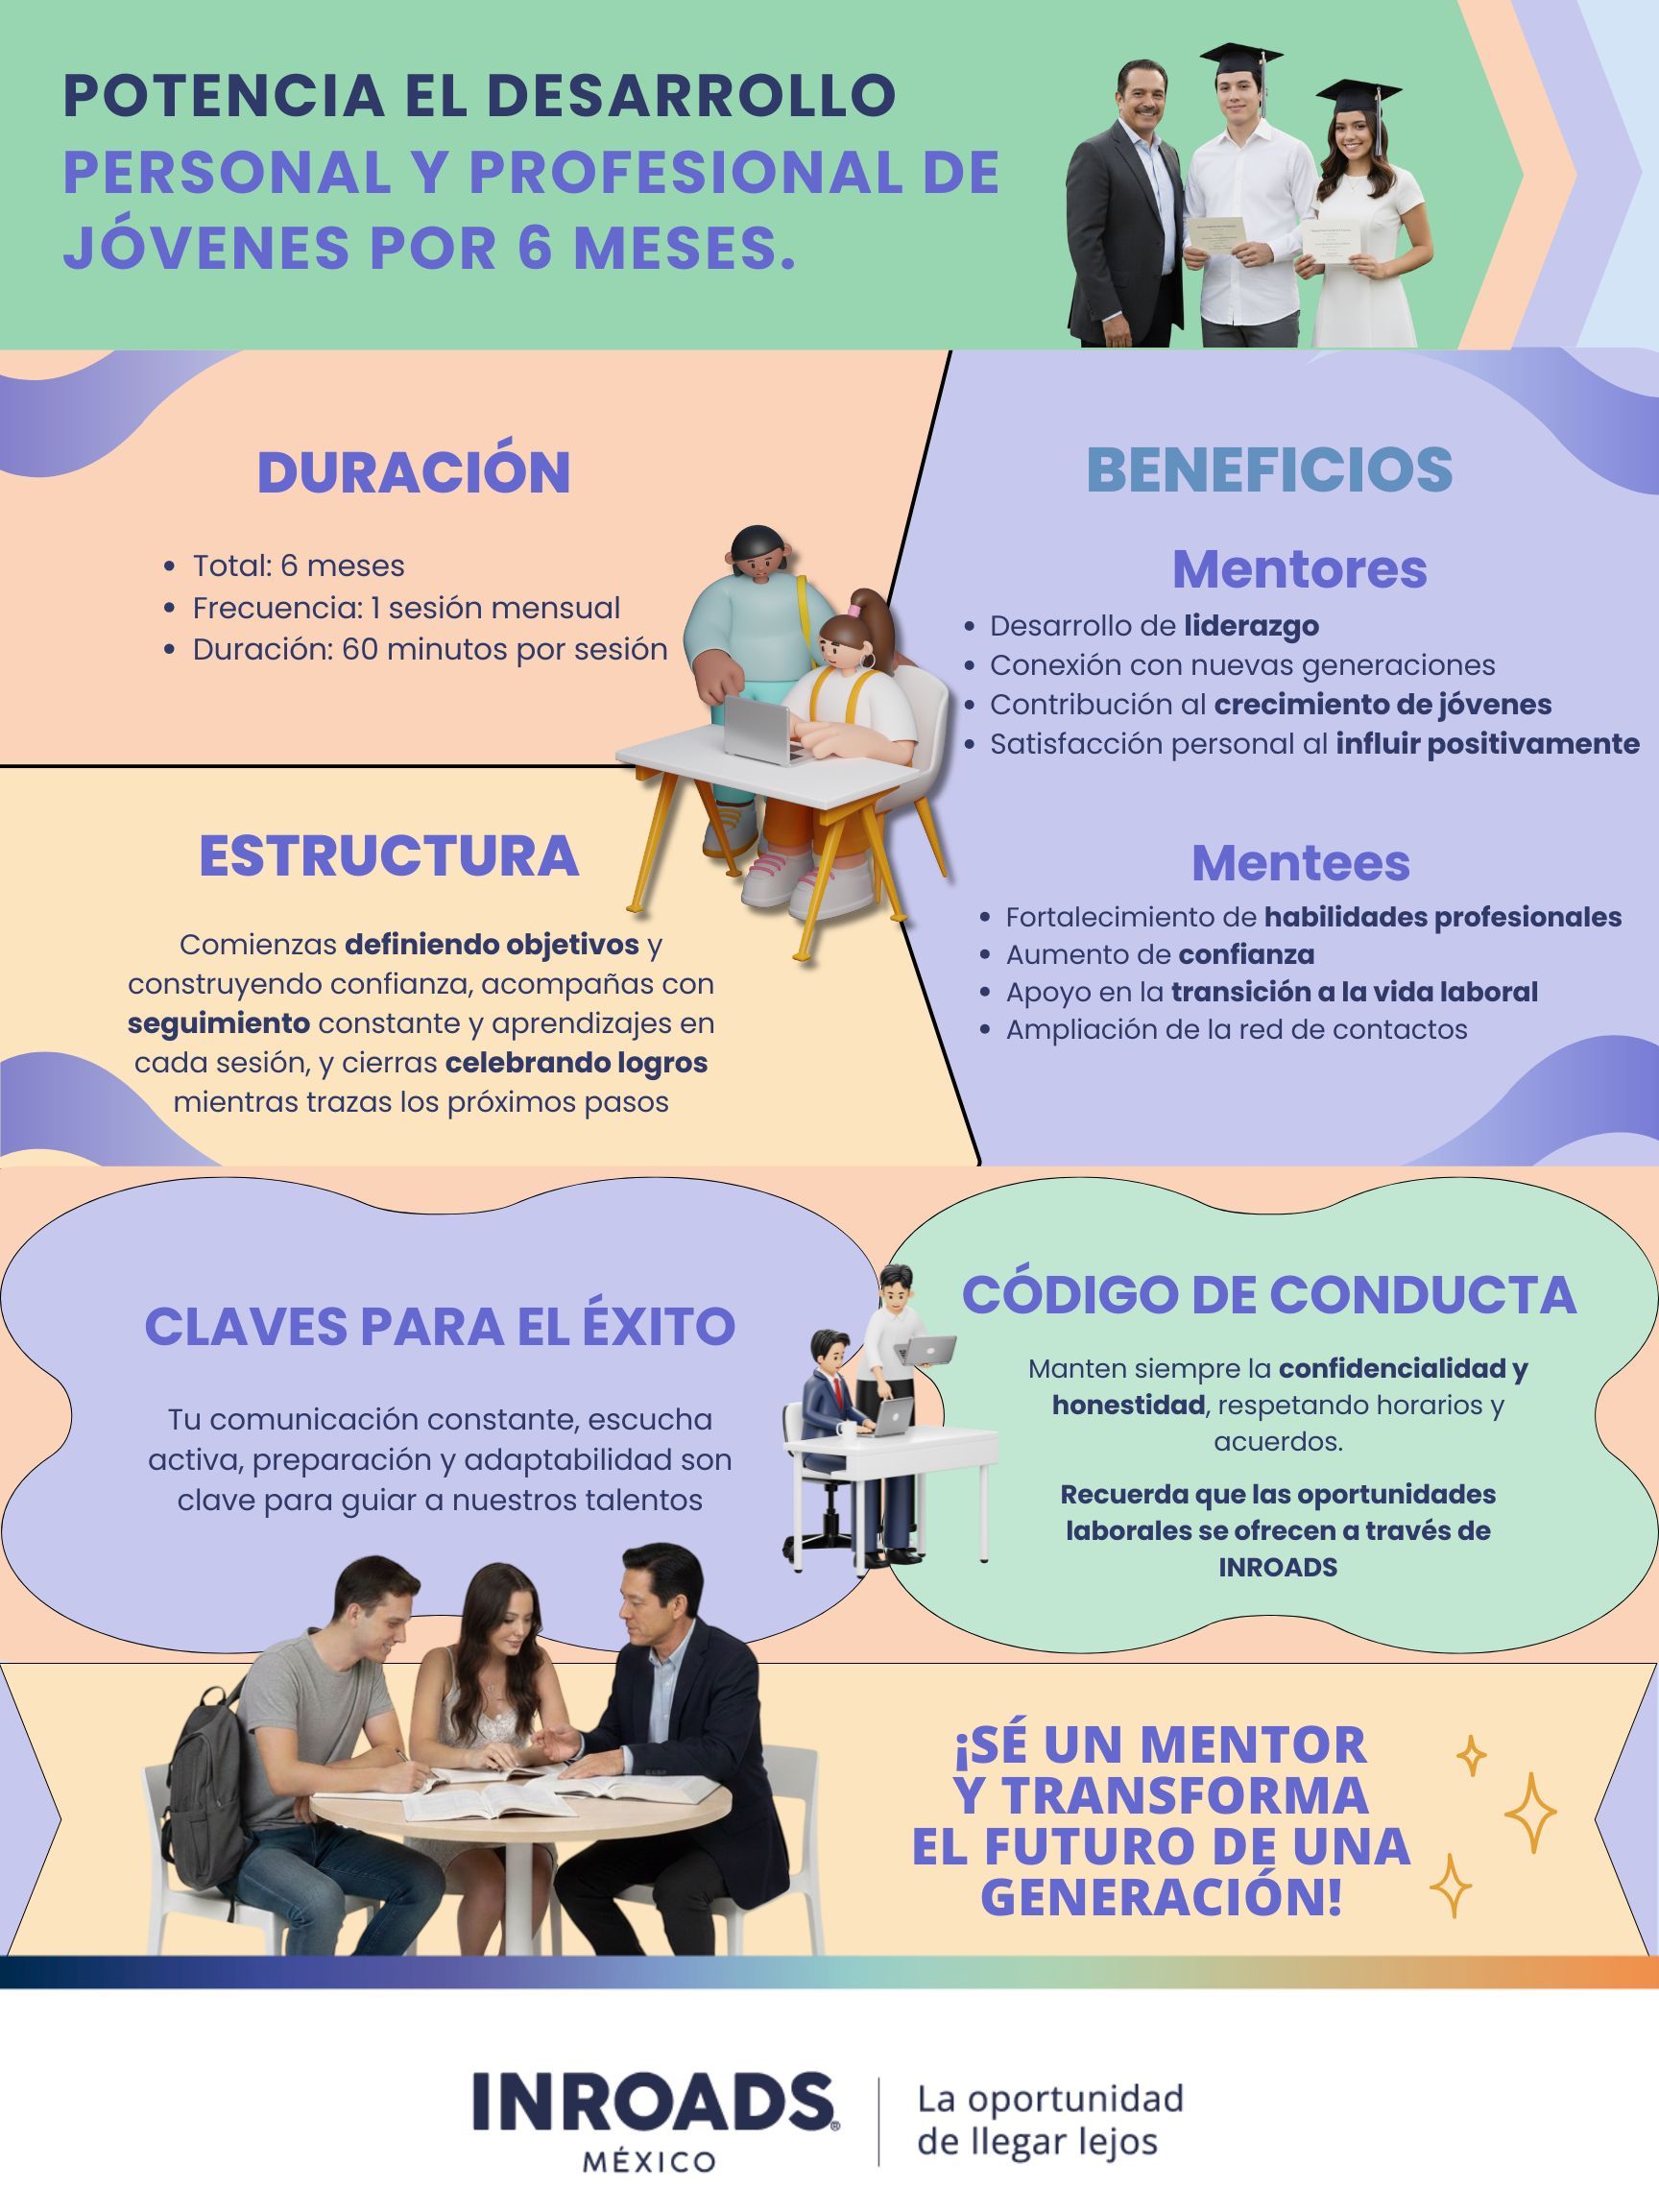 POTENCIA EL DESARROLLO
PERSONAL Y PROFESIONAL DE
JÓVENES POR 6 MESES.
DURACIÓN
• Total: 6 meses
• Frecuencia: 1 sesión mensual
• Duración: 60 minutos por sesión
ESTRUCTURA
Comienzas definiendo objetivos y
construyendo confianza, acompañas con
seguimiento constante y aprendizajes en
cada sesión, y cierras celebrando logros
mientras trazas los próximos pasos
BENEFICIOS
Mentores
• Desarrollo de liderazgo
• Conexión con nuevas generaciones
• Contribución al crecimiento de jóvenes
• Satisfacción personal al influir positivamente
Mentees
• Fortalecimiento de habilidades profesionales
• Aumento de confianza
• Apoyo en la transición a la vida laboral
• Ampliación de la red de contactos
CLAVES PARA EL ÉXITO
Tu comunicación constante, escucha
activa, preparación y adaptabilidad son
clave para guiar a nuestros talentos
CÓDIGO DE CONDUCTA
Manten siempre la confidencialidad y
honestidad, respetando horarios y
acuerdos.
Recuerda que las oportunidades
laborales se ofrecen a través de
INROADS
¡SÉ UN MENTOR
Y TRANSFORMA
EL FUTURO DE UNA
GENERACIÓN!
INROADS®
MÉXICO
La oportunidad
de llegar lejos